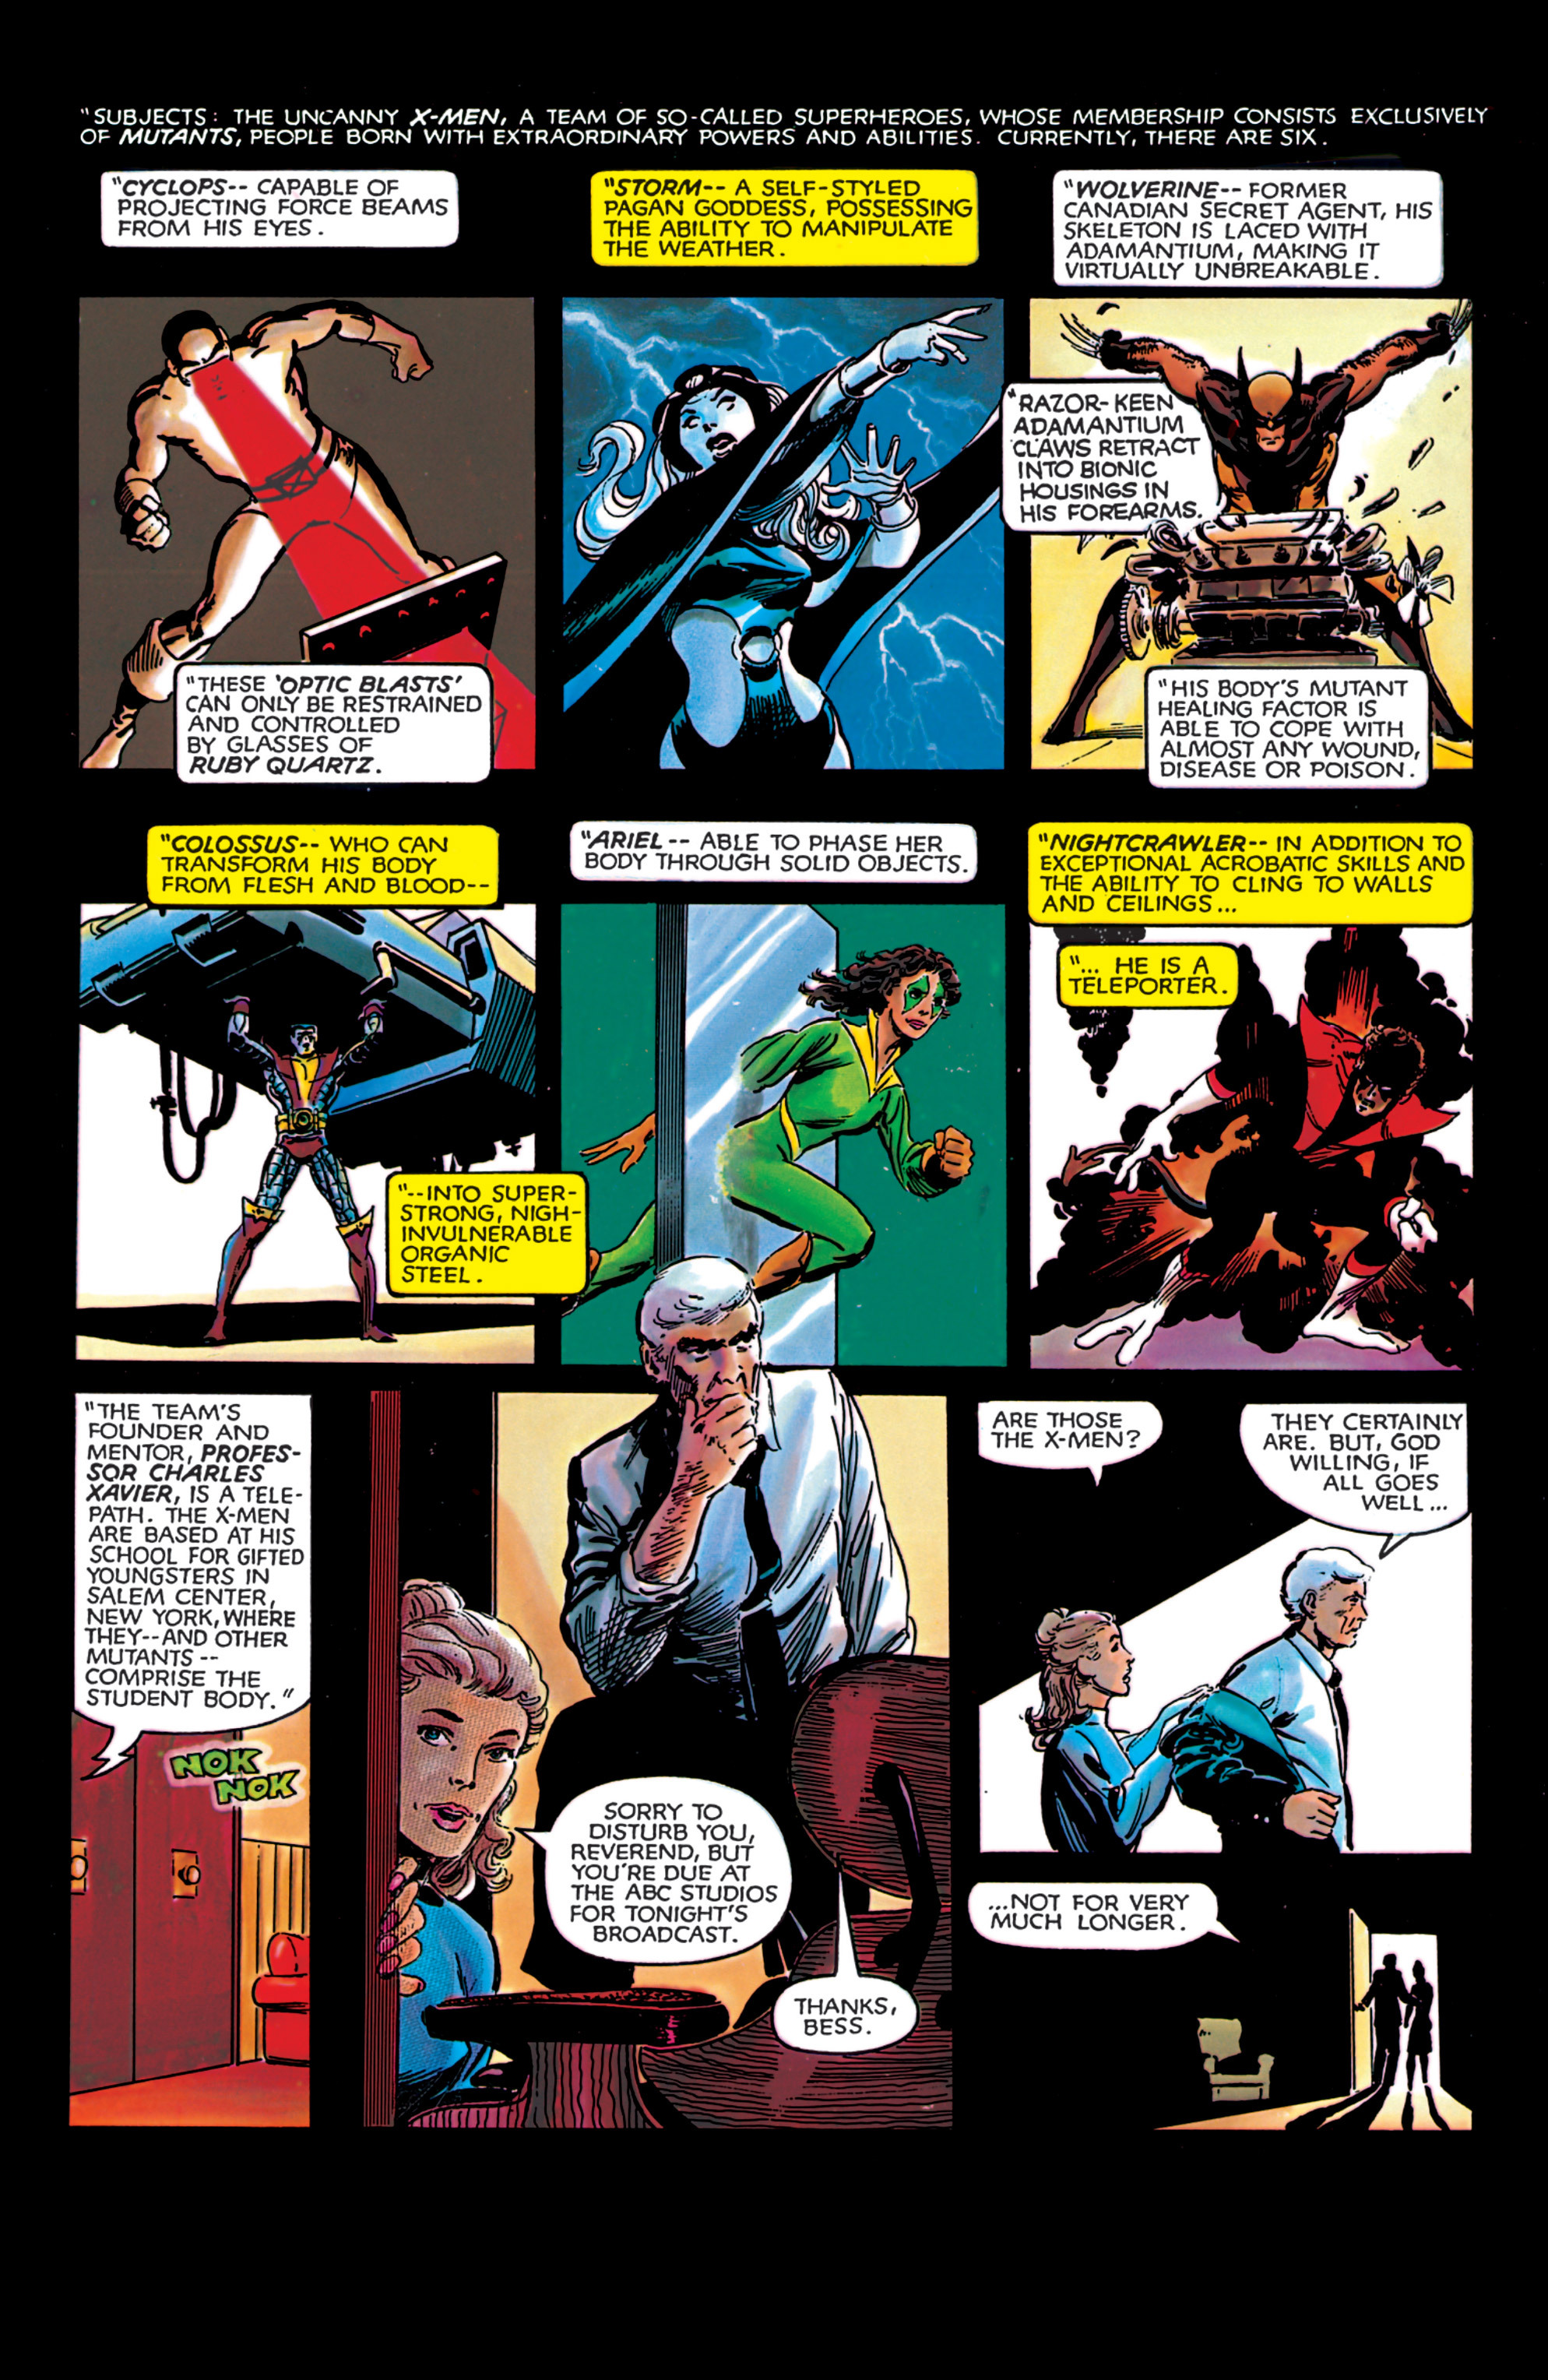 "SUBJECTS: THE UNCANNY X-MEN, A TEAM OF SO-CALLED SUPERHEROES, WHOSE MEMBERSHIP CONSISTS EXCLUSIVELY
OF MUTANTS, PEOPLE BORN WITH EXTRAORDINARY POWERS AND ABILITIES. CURRENTLY, THERE ARE SIX.
"CYCLOPS-- CAPABLE OF
PROJECTING FORCE BEAMS
FROM HIS EYES.
"THESE 'OPTIC BLASTS'
CAN ONLY BE RESTRAINED
AND CONTROLLED
BY GLASSES OF
RUBY QUARTZ.
"STORM-- A SELF-STYLED
PAGAN GODDESS, POSSESSING
THE ABILITY TO MANIPULATE
THE WEATHER.
"WOLVERINE-- FORMER
CANADIAN SECRET AGENT, HIS
SKELETON IS LACED WITH
ADAMANTIUM, MAKING IT
VIRTUALLY UNBREAKABLE.
"RAZOR-KEEN
ADAMANTIUM
CLAWS RETRACT
INTO BIONIC
HOUSINGS IN
HIS FOREARMS.
"HIS BODY'S MUTANT
HEALING FACTOR IS
ABLE TO COPE WITH
ALMOST ANY WOUND,
DISEASE OR POISON.
"COLOSSUS-- WHO CAN
TRANSFORM HIS BODY
FROM FLESH AND BLOOD--
"--INTO SUPER-
STRONG, NIGH-
INVULNERABLE
ORGANIC
STEEL.
"ARIEL-- ABLE TO PHASE HER
BODY THROUGH SOLID OBJECTS.
"NIGHTCRAWLER-- IN ADDITION TO
EXCEPTIONAL ACROBATIC SKILLS AND
THE ABILITY TO CLING TO WALLS
AND CEILINGS...
"... HE IS A
TELEPORTER.
"THE TEAM'S
FOUNDER AND
MENTOR, PROFES-
SOR CHARLES
XAVIER, IS A TELE-
PATH. THE X-MEN
ARE BASED AT HIS
SCHOOL FOR GIFTED
YOUNGSTERS IN
SALEM CENTER,
NEW YORK, WHERE
THEY--AND OTHER
MUTANTS--
COMPRISE THE
STUDENT BODY."
NOK
NOK
SORRY TO
DISTURB YOU,
REVEREND, BUT
YOU'RE DUE AT
THE ABC STUDIOS
FOR TONIGHT'S
BROADCAST.
THANKS,
BESS.
ARE THOSE
THE X-MEN?
THEY CERTAINLY
ARE. BUT, GOD
WILLING, IF
ALL GOES
WELL...
...NOT FOR VERY
MUCH LONGER.